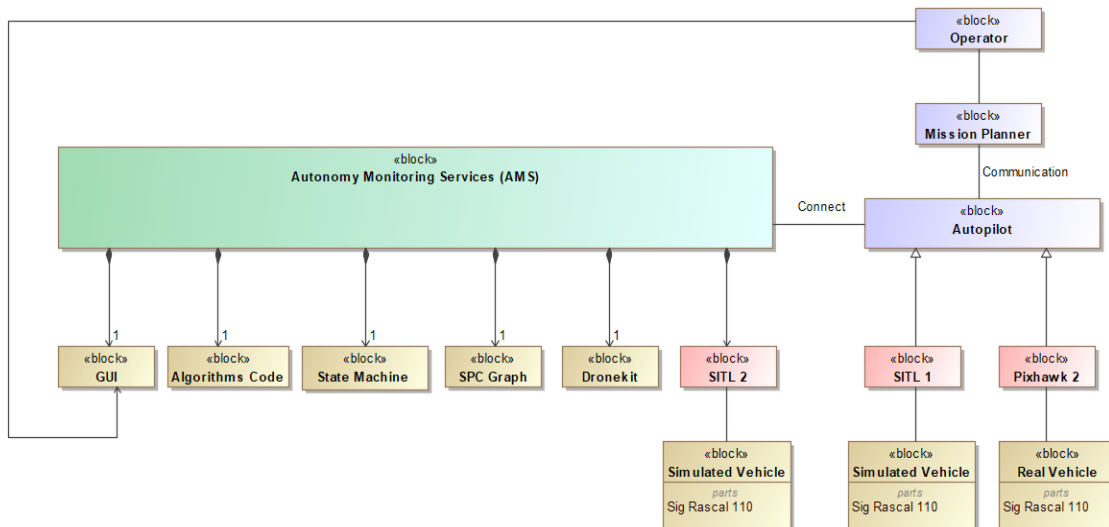 «block»
Operator
«block»
Mission Planner
Communication
«block»
Autonomy Monitoring Services (AMS)
Connect
«block»
Autopilot
1
1
1
1
1
«block»
GUI
«block»
Algorithms Code
«block»
State Machine
«block»
SPC Graph
«block»
Dronekit
«block»
SITL 2
«block»
SITL 1
«block»
Pixhawk 2
«block»
Simulated Vehicle
parts
Sig Rascal 110
«block»
Simulated Vehicle
parts
Sig Rascal 110
«block»
Real Vehicle
parts
Sig Rascal 110